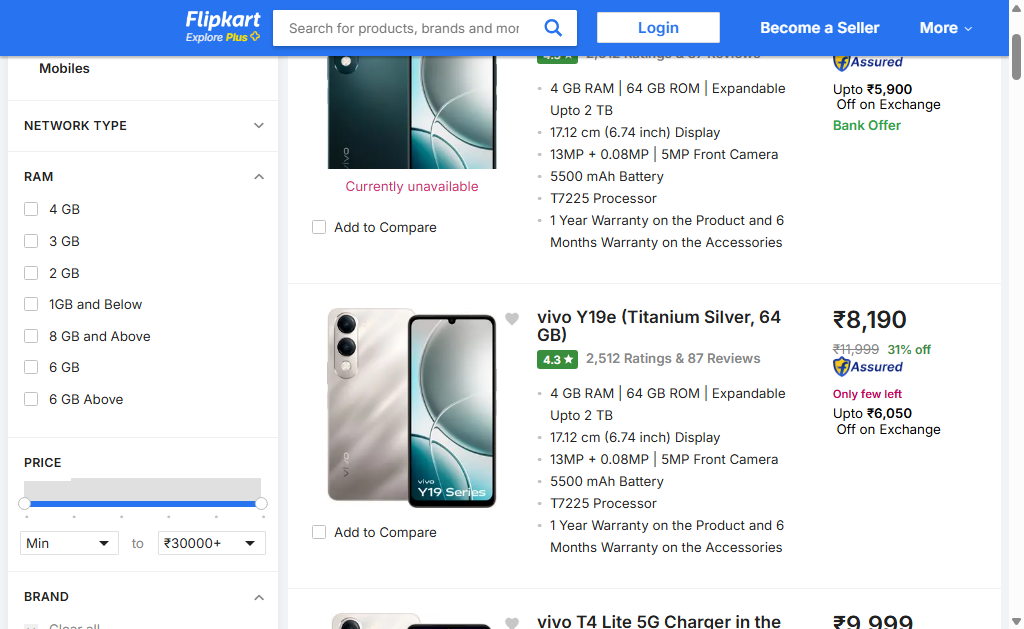 Flipkart
Explore Plus
Search for products, brands and mor
Login
Become a Seller
More
Mobiles
NETWORK TYPE
RAM
4 GB
3 GB
2 GB
1GB and Below
8 GB and Above
6 GB
6 GB Above
PRICE
Min
to
₹30000+
BRAND
Clear all
vivo
Currently unavailable
Add to Compare
4.3★ 2,512 Ratings & 87 Reviews
4 GB RAM | 64 GB ROM | Expandable
Upto 2 TB
17.12 cm (6.74 inch) Display
13MP + 0.08MP | 5MP Front Camera
5500 mAh Battery
T7225 Processor
1 Year Warranty on the Product and 6
Months Warranty on the Accessories
Assured
Upto ₹5,900
Off on Exchange
Bank Offer
vivo
vivo
Y19 Series
Add to Compare
vivo Y19e (Titanium Silver, 64
GB)
4.3★ 2,512 Ratings & 87 Reviews
4 GB RAM | 64 GB ROM | Expandable
Upto 2 TB
17.12 cm (6.74 inch) Display
13MP + 0.08MP | 5MP Front Camera
5500 mAh Battery
T7225 Processor
1 Year Warranty on the Product and 6
Months Warranty on the Accessories
₹8,190
₹11,999 31% off
Assured
Only few left
Upto ₹6,050
Off on Exchange
vivo T4 Lite 5G Charger in the
₹9,999